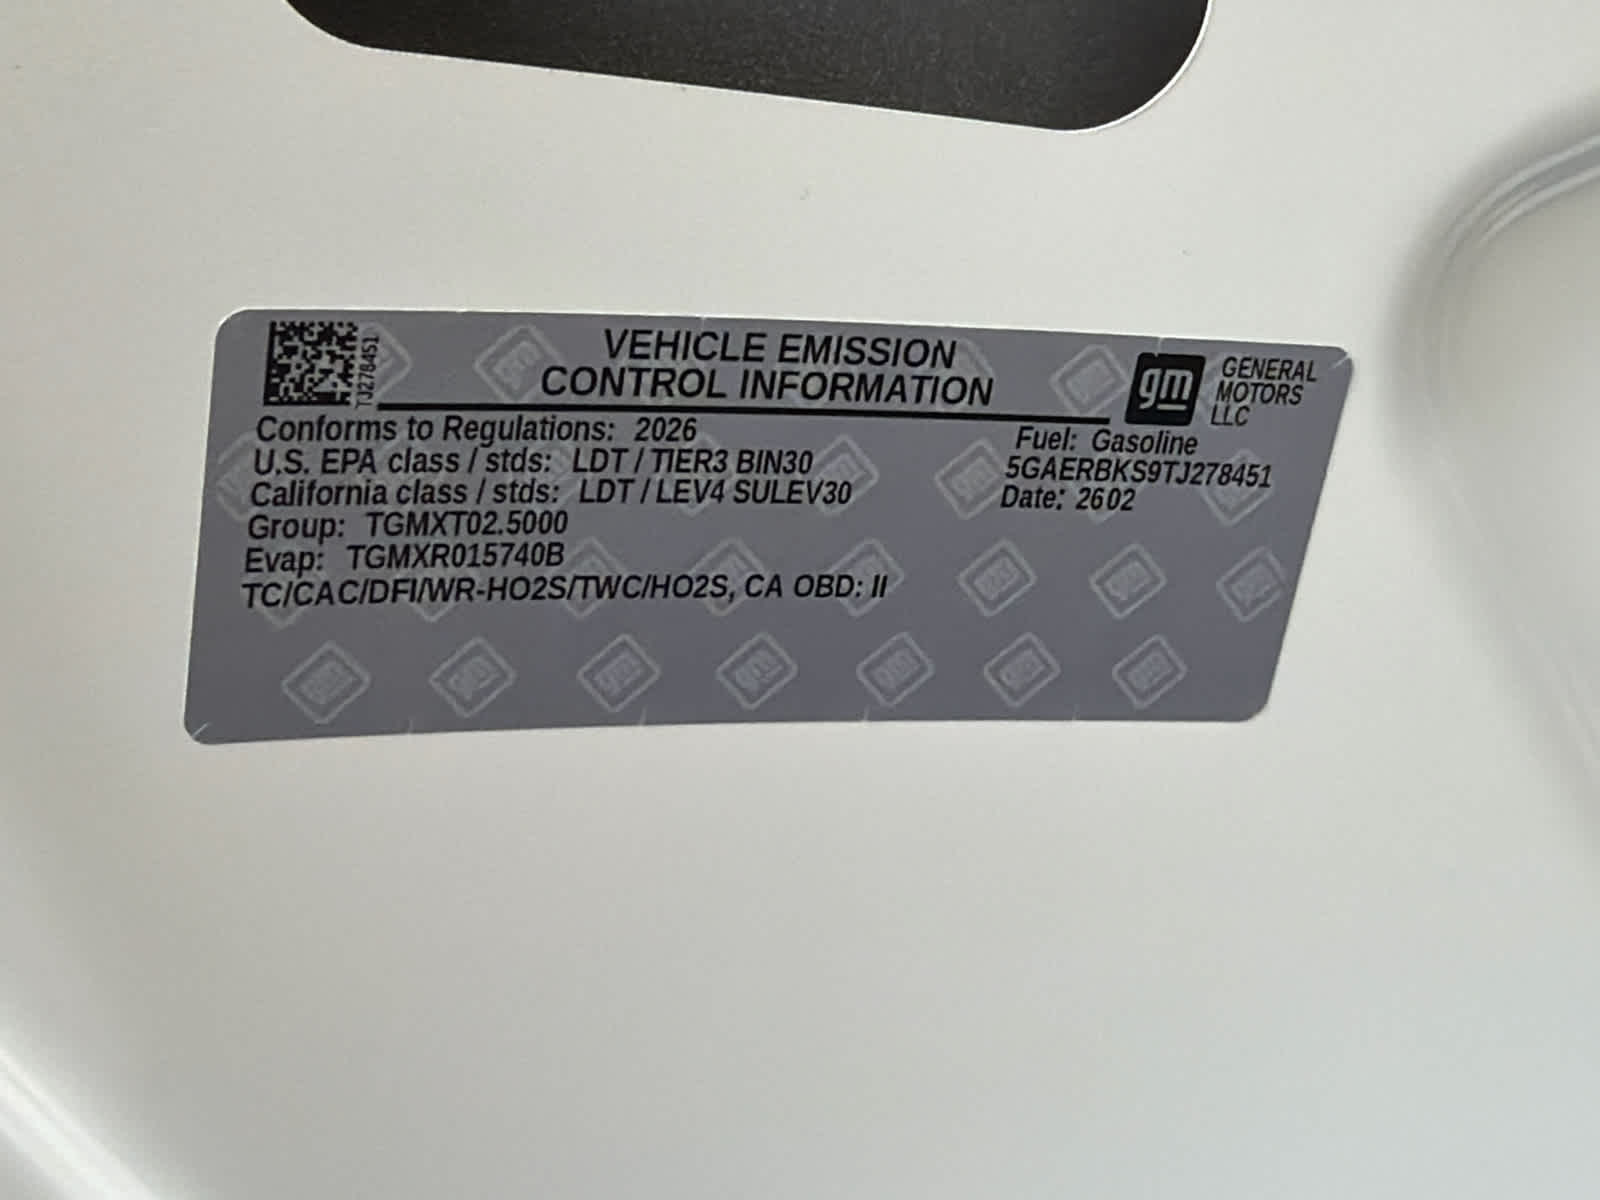 TJ278451
VEHICLE EMISSION
CONTROL INFORMATION
gm
GENERAL
MOTORS
LLC
Conforms to Regulations: 2026
U.S. EPA class / stds: LDT / TIER3 BIN30
California class / stds: LDT / LEV4 SULEV30
Group: TGMXT02.5000
Evap: TGMXR015740B
TC/CAC/DFI/WR-HO2S/TWC/HO2S, CA OBD: II
Fuel: Gasoline
5GAERBKS9TJ278451
Date: 2602